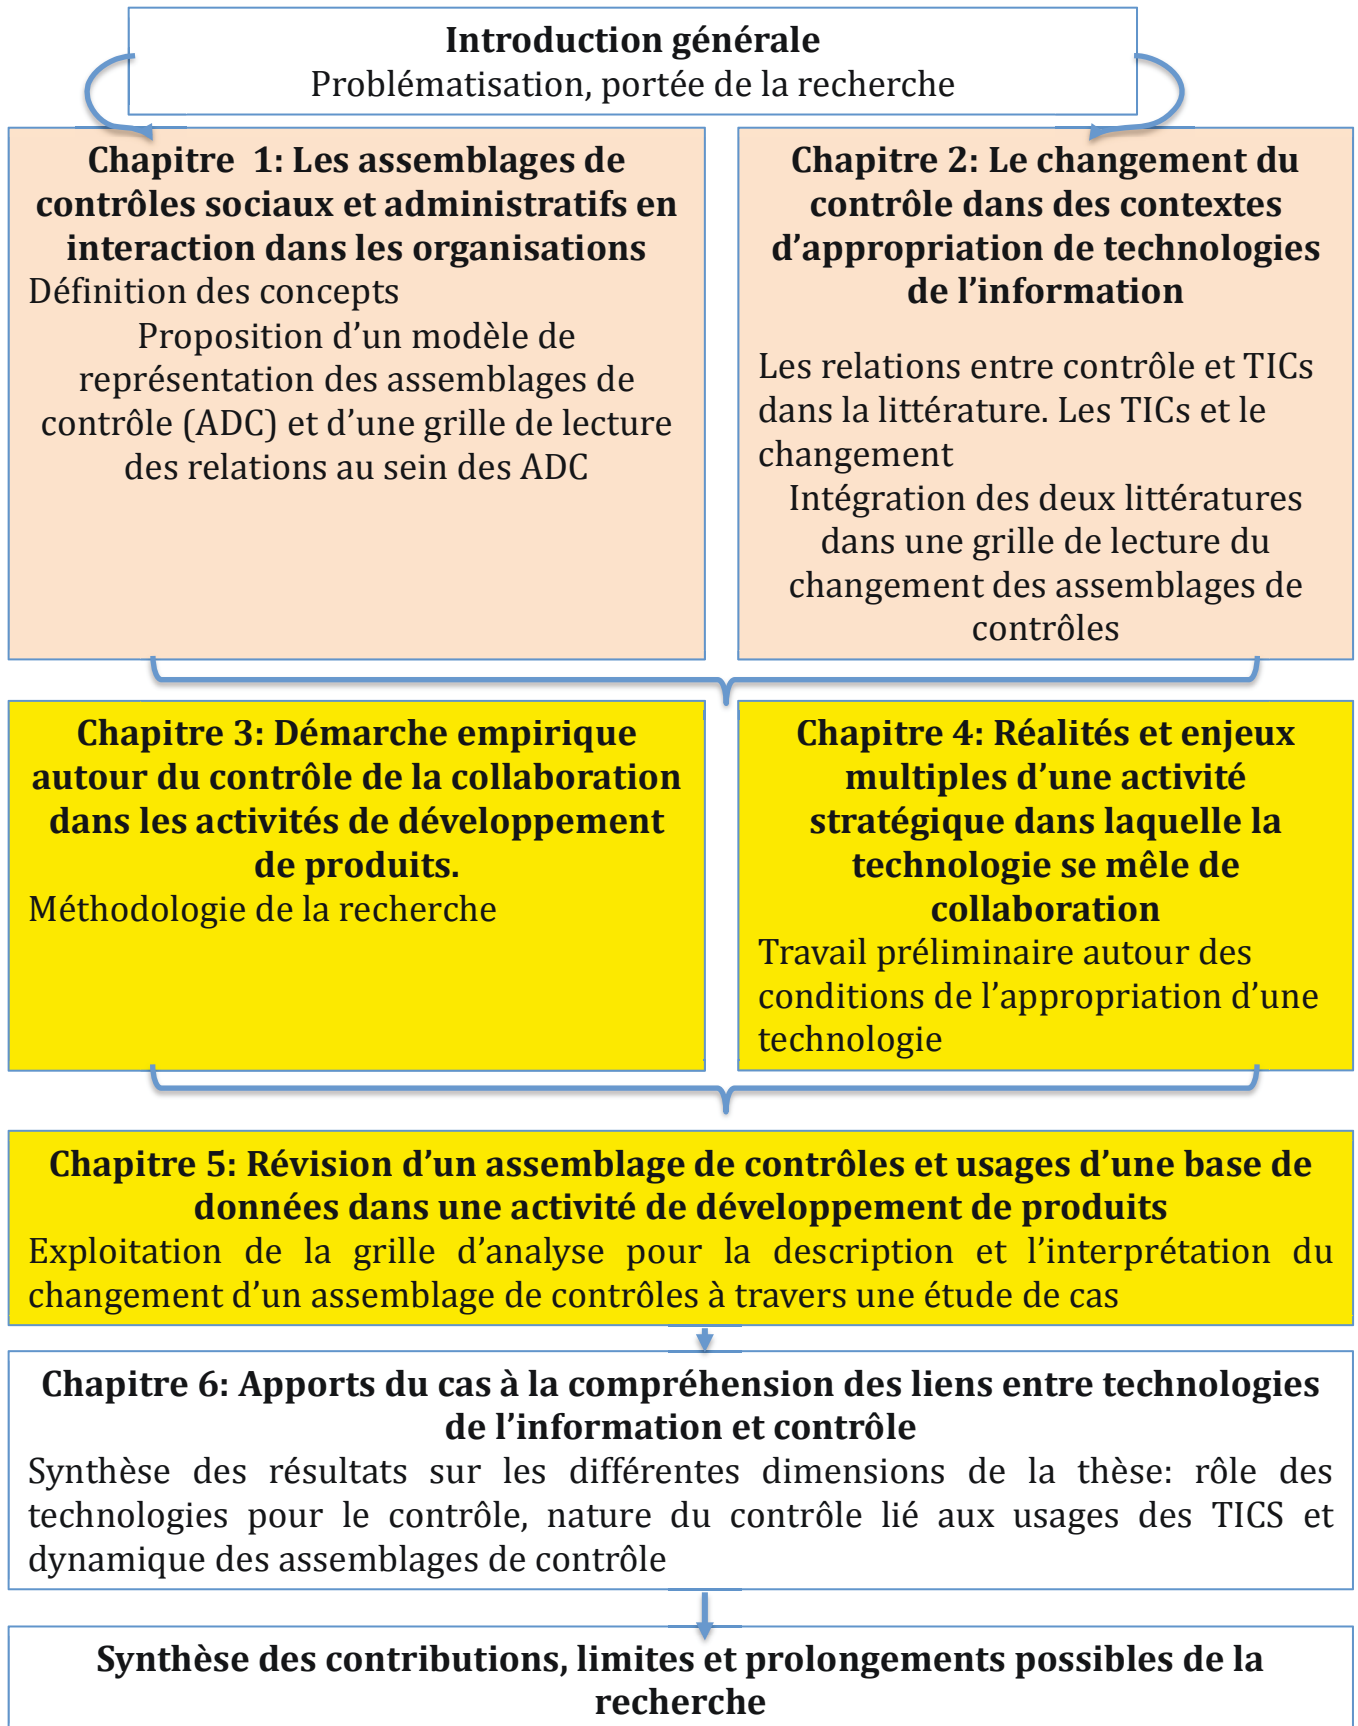 Introduction générale
Problématisation, portée de la recherche
Chapitre  1: Les assemblages de
contrôles sociaux et administratifs en
interaction dans les organisations
Définition des concepts
Proposition d’un modèle de
représentation des assemblages de
contrôle (ADC) et d’une grille de lecture
des relations au sein des ADC
Chapitre 2: Le changement du
contrôle dans des contextes
d’appropriation de technologies
de l’information
Les relations entre contrôle et TICs
dans la littérature. Les TICs et le
changement
Intégration des deux littératures
dans une grille de lecture du
changement des assemblages de
contrôles
Chapitre 3: Démarche empirique
autour du contrôle de la collaboration
dans les activités de développement
de produits.
Méthodologie de la recherche
Chapitre 4: Réalités et enjeux
multiples d’une activité
stratégique dans laquelle la
technologie se mêle de
collaboration
Travail préliminaire autour des
conditions de l’appropriation d’une
technologie
Chapitre 5: Révision d’un assemblage de contrôles et usages d’une base de
données dans une activité de développement de produits
Exploitation de la grille d’analyse pour la description et l’interprétation du
changement d’un assemblage de contrôles à travers une étude de cas
Chapitre 6: Apports du cas à la compréhension des liens entre technologies
de l’information et contrôle
Synthèse des résultats sur les différentes dimensions de la thèse: rôle des
technologies pour le contrôle, nature du contrôle lié aux usages des TICS et
dynamique des assemblages de contrôle
Synthèse des contributions, limites et prolongements possibles de la
recherche